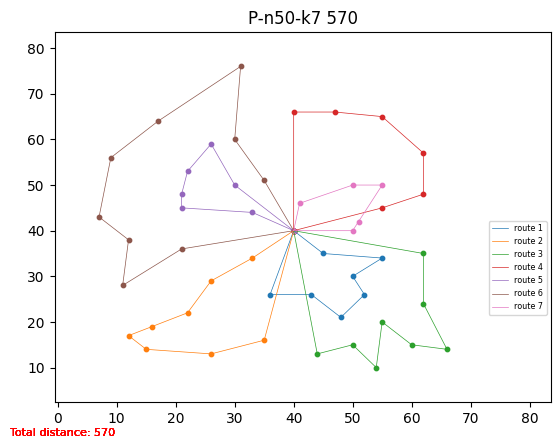 P-n50-k7 570
80
70
60
50
40
30
20
10
0 10 20 30 40 50 60 70 80
route 1
route 2
route 3
route 4
route 5
route 6
route 7
Total distance: 570